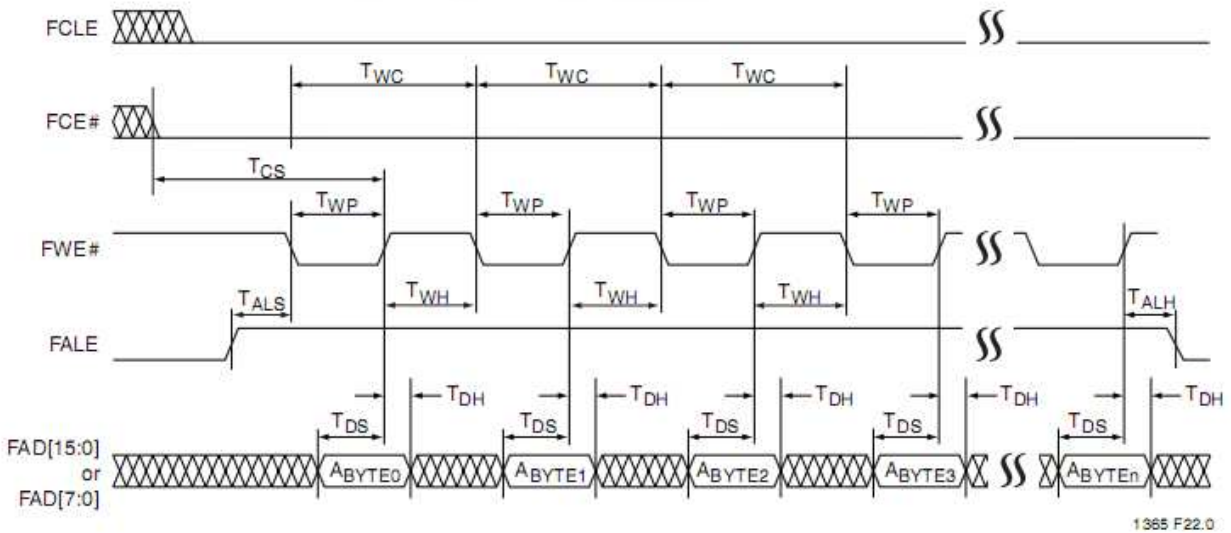 FCLE
TWC TWC TWC
FCE#
TCS
TWP TWP TWP TWP
FWE#
TWH TWH TWH
TALS TALH
FALE
TDH TDH TDH TDH TDH
TDS TDS TDS TDS TDS
FAD[15:0]
or
FAD[7:0]
ABYTE0 ABYTE1 ABYTE2 ABYTE3 ABYTEn
1365 F22.0